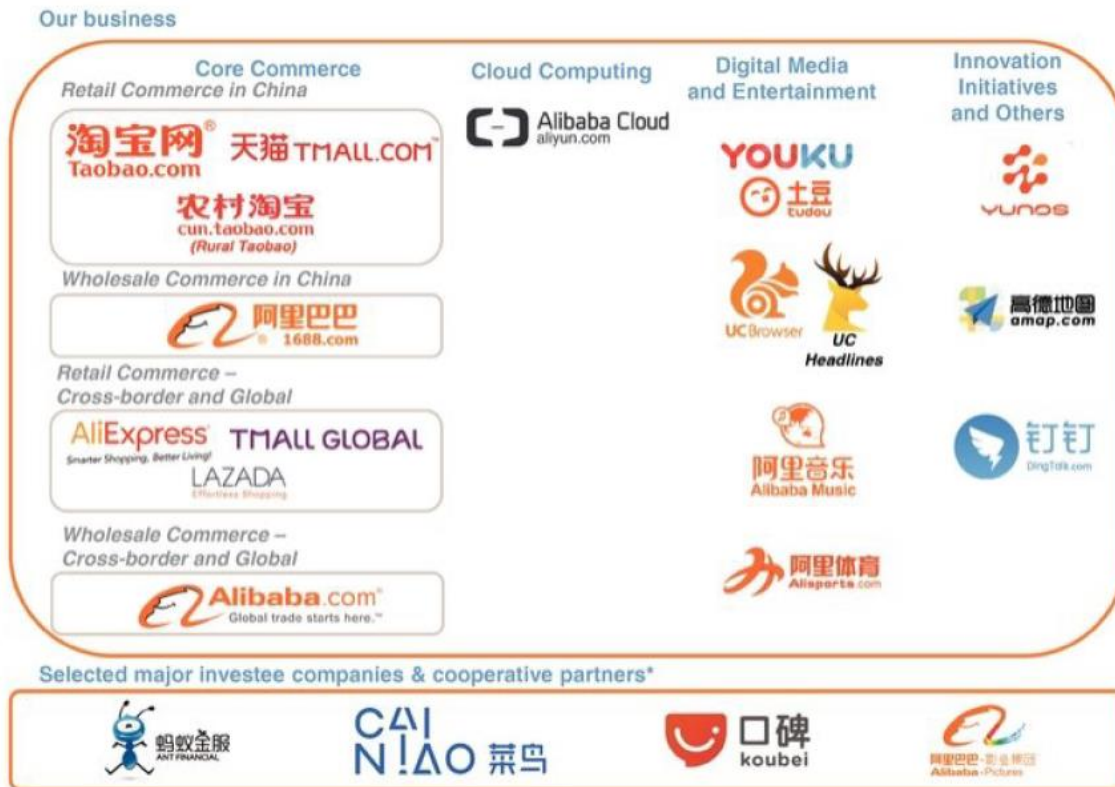 Our business
Core Commerce
Retail Commerce in China
淘宝网®
Taobao.com
天猫 TMALL.COM™
农村淘宝
cun.taobao.com
(Rural Taobao)
Wholesale Commerce in China
阿里巴巴
® 1688.com
Retail Commerce –
Cross-border and Global
AliExpress®
Smarter Shopping, Better Living!
TMALL GLOBAL
LAZADA
Effortless Shopping
Wholesale Commerce –
Cross-border and Global
Alibaba.com®
Global trade starts here.™
Cloud Computing
Alibaba Cloud
aliyun.com
Digital Media
and Entertainment
YOUKU
土豆
tudou
UC Browser
UC
Headlines
阿里音乐
Alibaba Music
阿里体育
Alisports.com
Innovation
Initiatives
and Others
YUNOS
高德地图
amap.com
钉钉
DingTalk.com
Selected major investee companies & cooperative partners*
蚂蚁金服
ANT FINANCIAL
CAI
NIAO 菜鸟
口碑
koubei
阿里巴巴·影业集团
Alibaba·Pictures